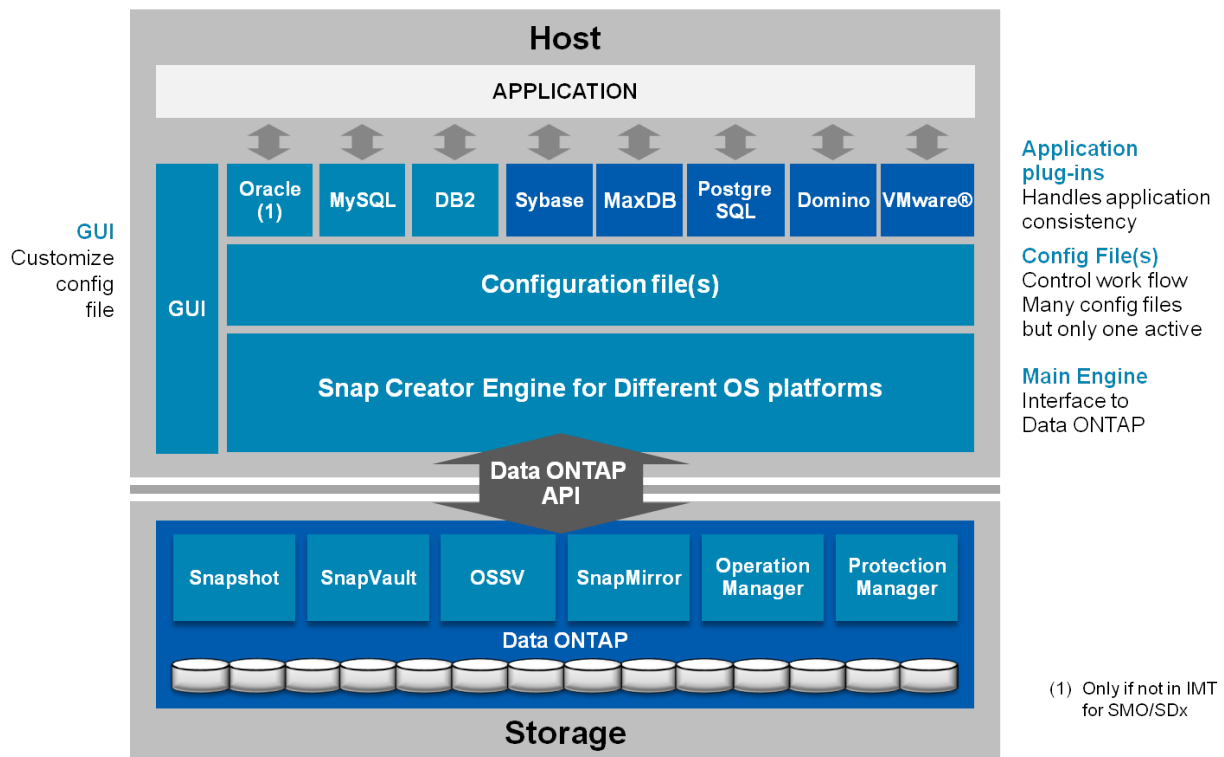 Host
APPLICATION
Oracle
(1)
MySQL
DB2
Sybase
MaxDB
Postgre
SQL
Domino
VMware®
GUI
Customize
config
file
GUI
Configuration file(s)
Snap Creator Engine for Different OS platforms
Application
plug-ins
Handles application
consistency
Config File(s)
Control work flow
Many config files
but only one active
Main Engine
Interface to
Data ONTAP
Data ONTAP
API
Snapshot
SnapVault
OSSV
SnapMirror
Operation
Manager
Protection
Manager
Data ONTAP
Storage
(1) Only if not in IMT
for SMO/SDx